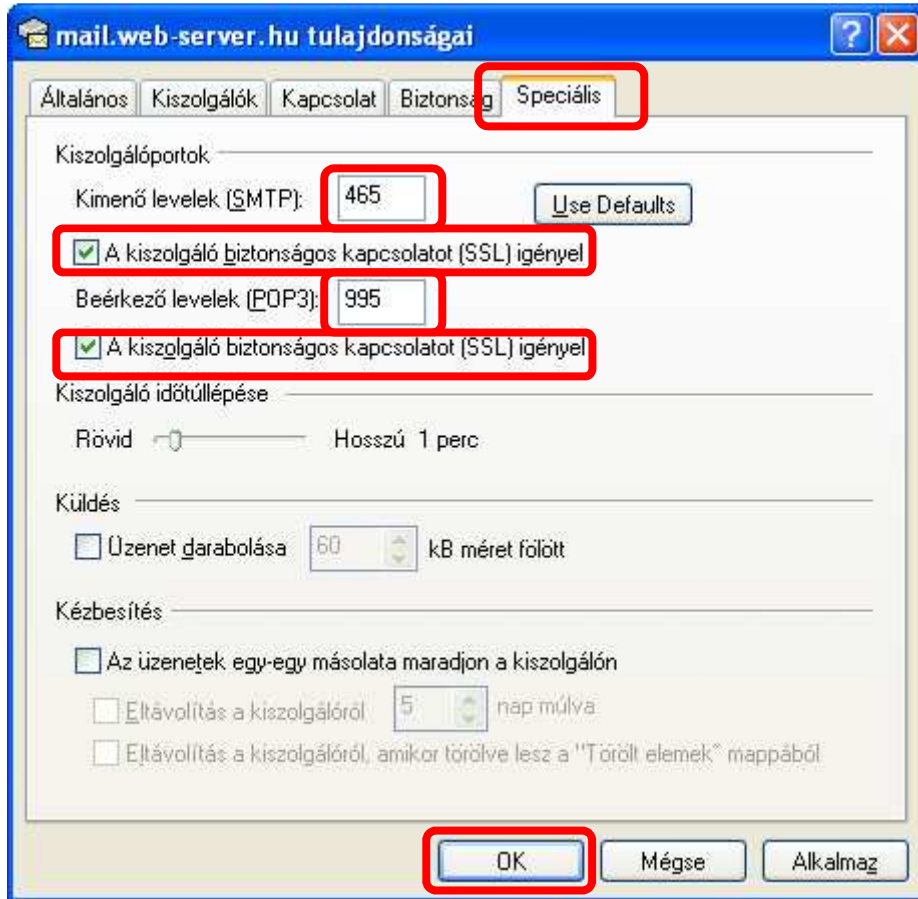 mail.web-server.hu tulajdonságai
Általános Kiszolgálók Kapcsolat Biztonság Speciális
Kiszolgálóportok
Kimenő levelek (SMTP): 465 Use Defaults
A kiszolgáló biztonságos kapcsolatot (SSL) igényel
Beérkező levelek (POP3): 995
A kiszolgáló biztonságos kapcsolatot (SSL) igényel
Kiszolgáló időtúllépése
Rövid Hosszú 1 perc
Küldés
Üzenet darabolása 60 kB méret fölött
Kézbesítés
Az üzenetek egy-egy másolata maradjon a kiszolgálón
Eltávolítás a kiszolgálóról 5 nap múlva
Eltávolítás a kiszolgálóról, amikor törölve lesz a "Törölt elemek" mappából
OK Mégse Alkalmaz